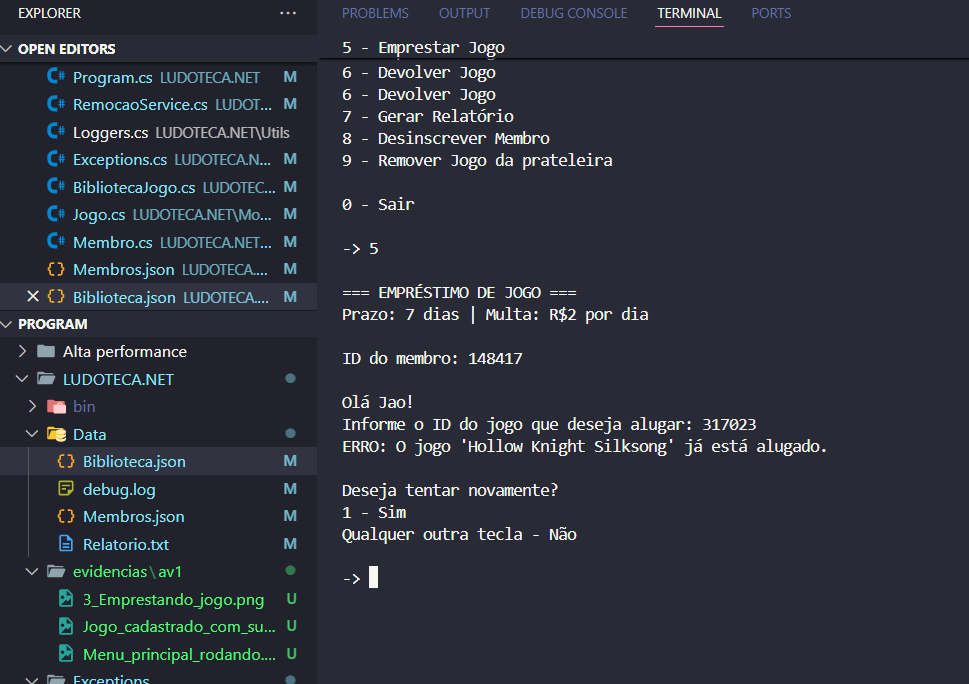 EXPLORER
OPEN EDITORS
Program.cs LUDOTECA.NET M
RemocaoService.cs LUDOT... M
Loggers.cs LUDOTECA.NET\Utils
Exceptions.cs LUDOTECA.N... M
BibliotecaJogo.cs LUDOTEC... M
Jogo.cs LUDOTECA.NET\Mo... M
Membro.cs LUDOTECA.NET... M
Membros.json LUDOTECA.... M
Biblioteca.json LUDOTECA.... M
PROGRAM
Alta performance
LUDOTECA.NET
bin
Data
Biblioteca.json M
debug.log M
Membros.json M
Relatorio.txt M
evidencias\av1
3_Emprestando_jogo.png U
Jogo_cadastrado_com_su... U
Menu_principal_rodando.... U
Exceptions
PROBLEMS OUTPUT DEBUG CONSOLE TERMINAL PORTS
5 - Emprestar Jogo
6 - Devolver Jogo
6 - Devolver Jogo
7 - Gerar Relatório
8 - Desinscrever Membro
9 - Remover Jogo da prateleira
0 - Sair
-> 5
=== EMPRÉSTIMO DE JOGO ===
Prazo: 7 dias | Multa: R$2 por dia
ID do membro: 148417
Olá Jao!
Informe o ID do jogo que deseja alugar: 317023
ERRO: O jogo 'Hollow Knight Silksong' já está alugado.
Deseja tentar novamente?
1 - Sim
Qualquer outra tecla - Não
->